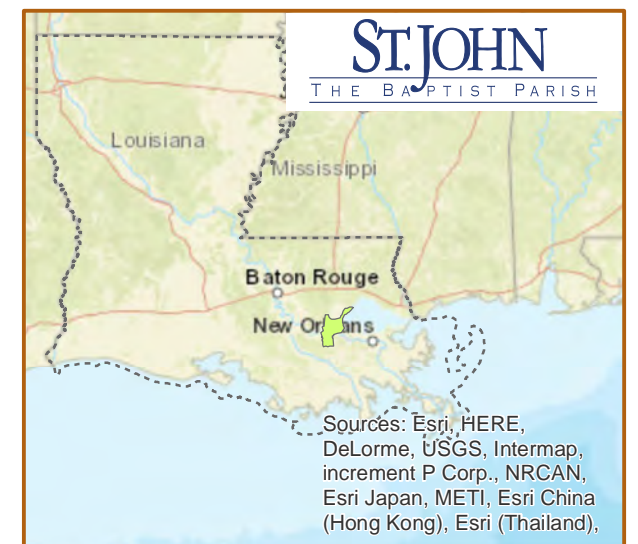 ST. JOHN
THE BAPTIST PARISH
Louisiana
Mississippi
Baton Rouge
New Orleans
Sources: Esri, HERE,
DeLorme, USGS, Intermap,
increment P Corp., NRCAN,
Esri Japan, METI, Esri China
(Hong Kong), Esri (Thailand),